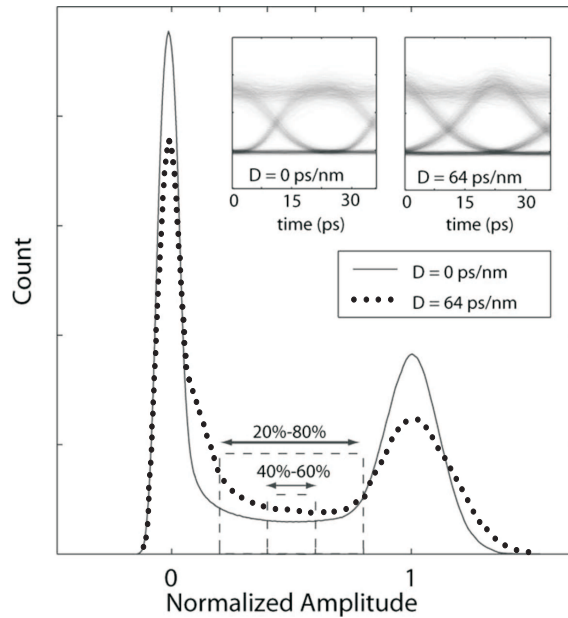 D = 0 ps/nm
0 15 30
time (ps)
D = 64 ps/nm
0 15 30
time (ps)
D = 0 ps/nm
D = 64 ps/nm
Count
20%-80%
40%-60%
0 1
Normalized Amplitude